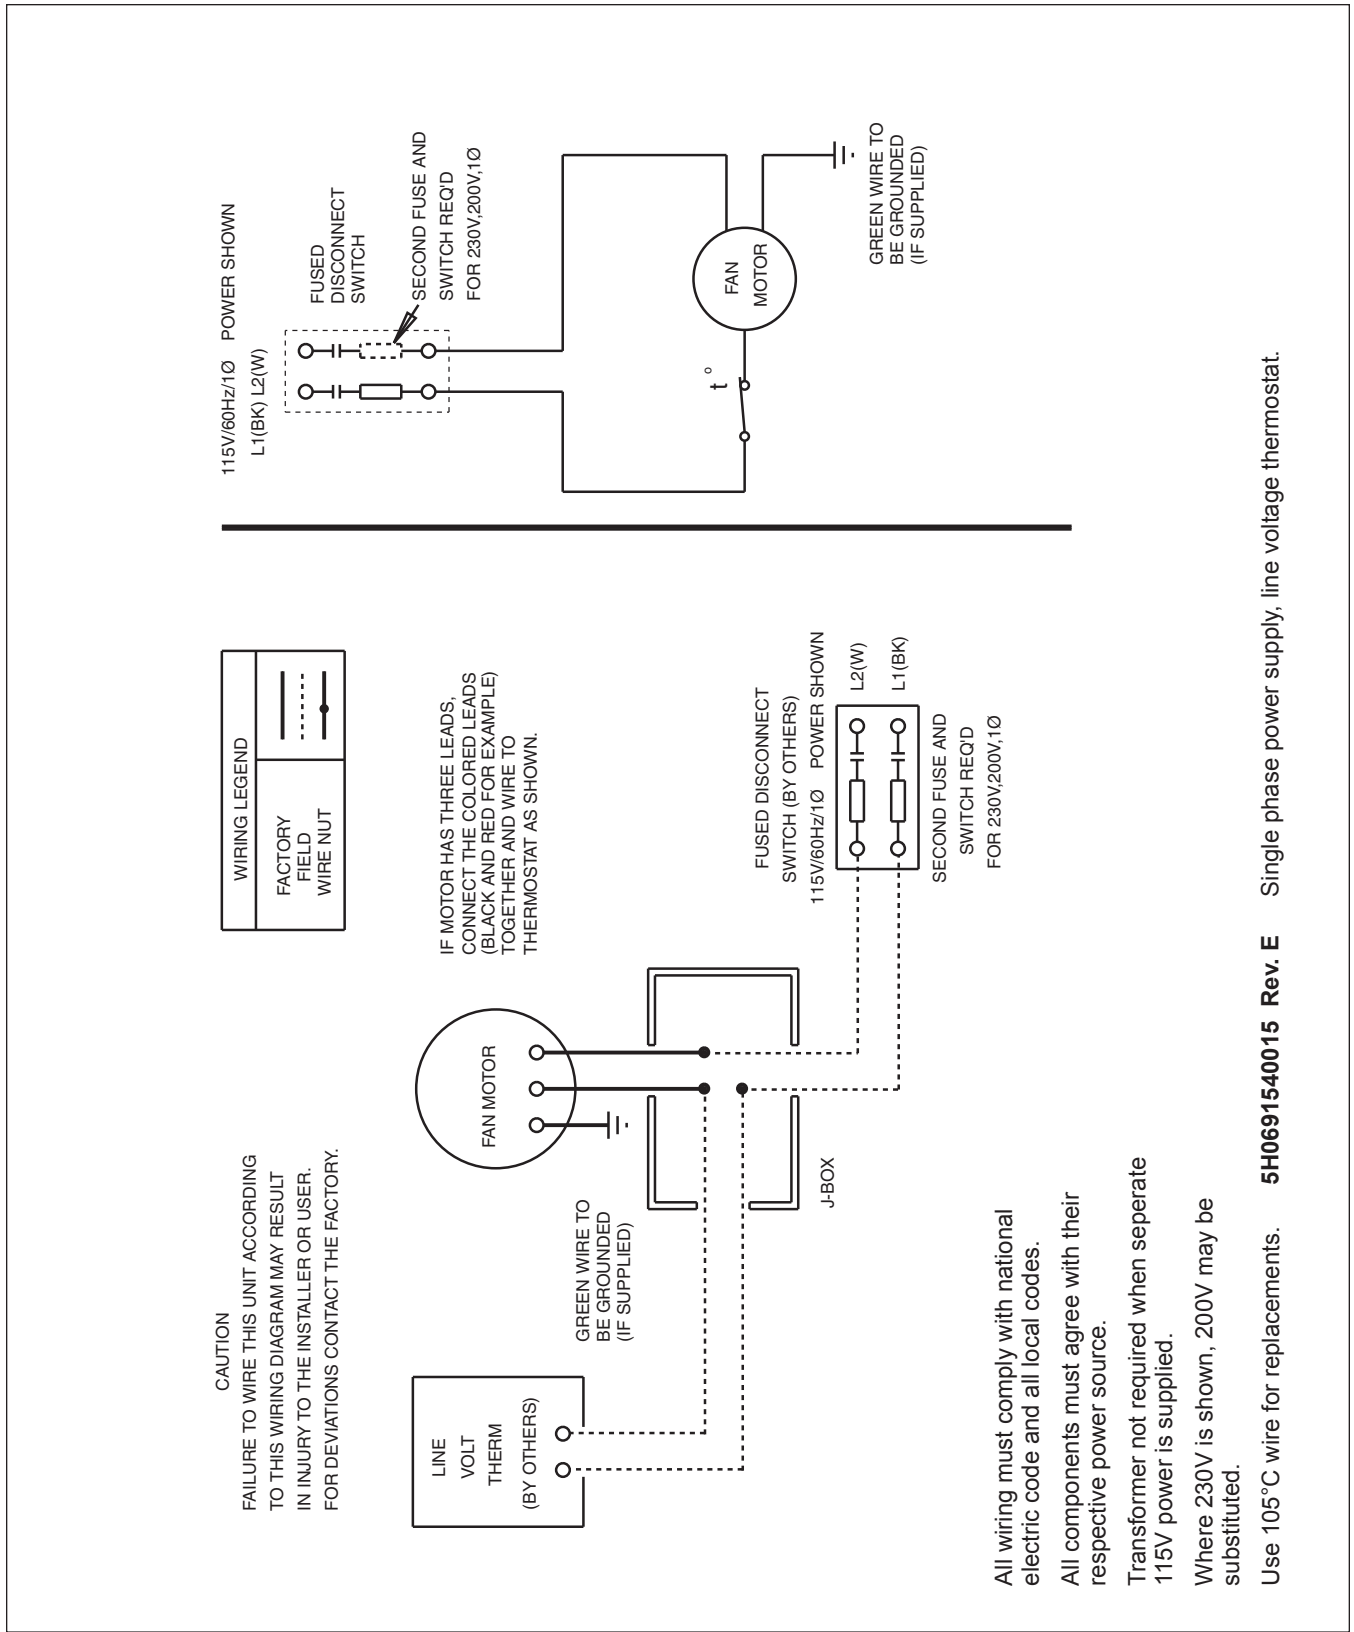 CAUTION
FAILURE TO WIRE THIS UNIT ACCORDING
TO THIS WIRING DIAGRAM MAY RESULT
IN INJURY TO THE INSTALLER OR USER.
FOR DEVIATIONS CONTACT THE FACTORY.
WIRING LEGEND
FACTORY
FIELD
WIRE NUT
LINE
VOLT
THERM
(BY OTHERS)
GREEN WIRE TO
BE GROUNDED
(IF SUPPLIED)
FAN MOTOR
J-BOX
IF MOTOR HAS THREE LEADS,
CONNECT THE COLORED LEADS
(BLACK AND RED FOR EXAMPLE)
TOGETHER AND WIRE TO
THERMOSTAT AS SHOWN.
FUSED DISCONNECT
SWITCH (BY OTHERS)
115V/60Hz/1Ø POWER SHOWN
L2(W)
L1(BK)
SECOND FUSE AND
SWITCH REQ'D
FOR 230V,200V,1Ø
115V/60Hz/1Ø POWER SHOWN
L1(BK) L2(W)
FUSED
DISCONNECT
SWITCH
SECOND FUSE AND
SWITCH REQ'D
FOR 230V,200V,1Ø
t°
FAN
MOTOR
GREEN WIRE TO
BE GROUNDED
(IF SUPPLIED)
All wiring must comply with national
electric code and all local codes.
All components must agree with their
respective power source.
Transformer not required when seperate
115V power is supplied.
Where 230V is shown, 200V may be
substituted.
Use 105°C wire for replacements.
5H0691540015 Rev. E Single phase power supply, line voltage thermostat.